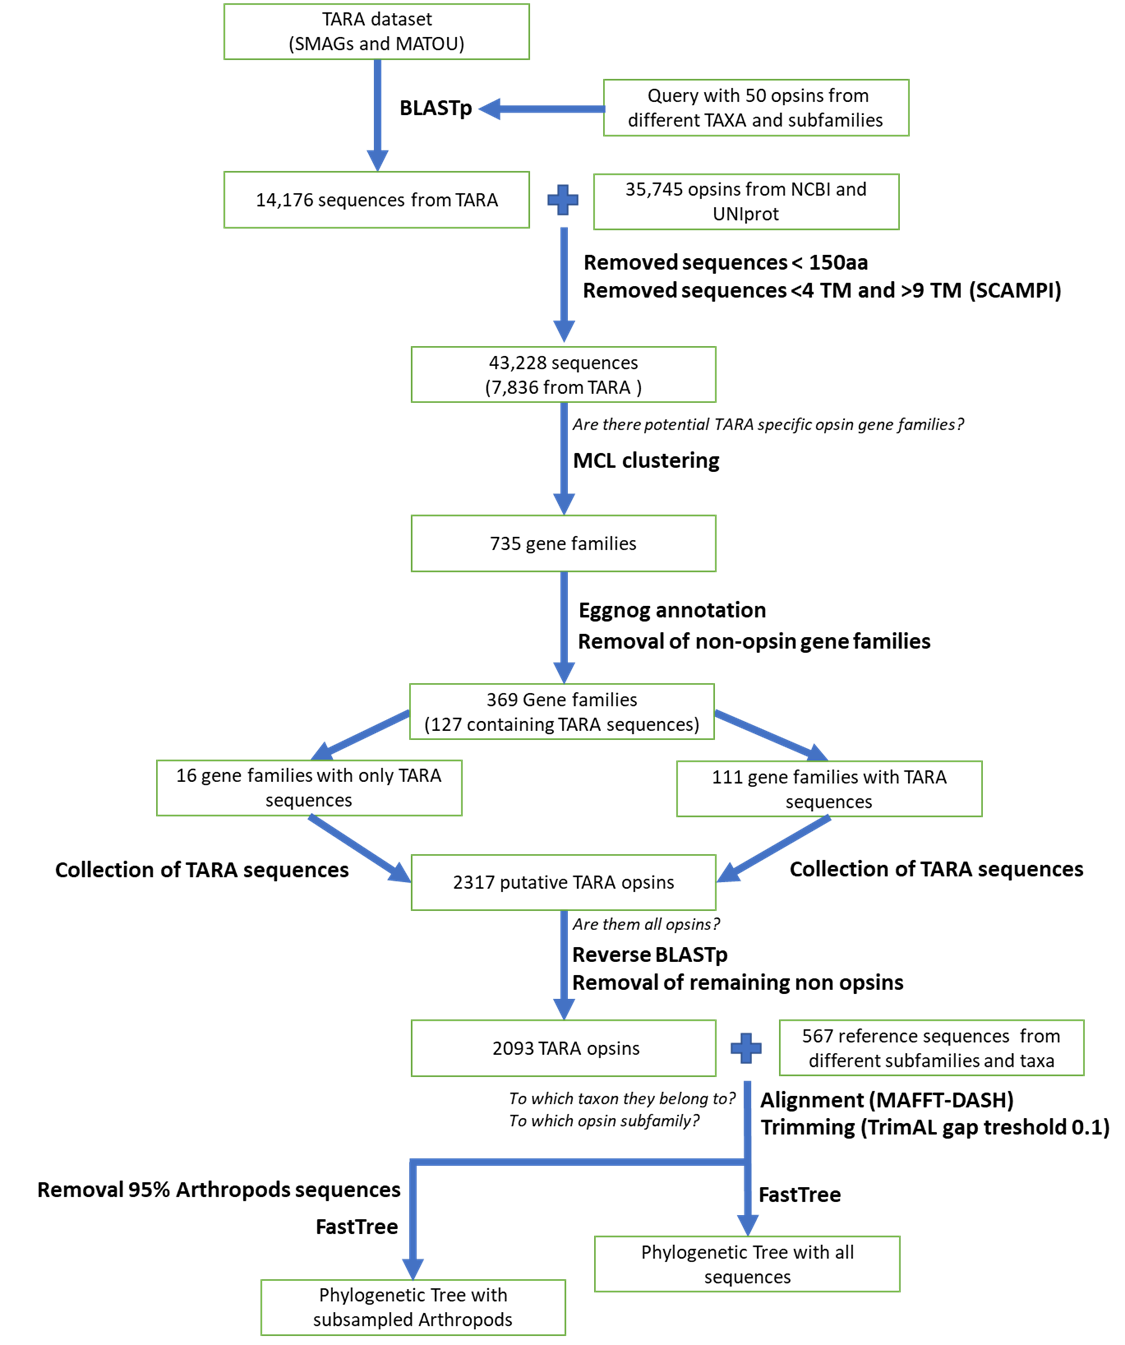 TARA dataset
(SMAGs and MATOU)
BLASTp
Query with 50 opsins from
different TAXA and subfamilies
14,176 sequences from TARA
35,745 opsins from NCBI and
UNIprot
Removed sequences < 150aa
Removed sequences <4 TM and >9 TM (SCAMPI)
43,228 sequences
(7,836 from TARA )
Are there potential TARA specific opsin gene families?
MCL clustering
735 gene families
Eggnog annotation
Removal of non-opsin gene families
369 Gene families
(127 containing TARA sequences)
16 gene families with only TARA
sequences
111 gene families with TARA
sequences
Collection of TARA sequences
2317 putative TARA opsins
Collection of TARA sequences
Are them all opsins?
Reverse BLASTp
Removal of remaining non opsins
2093 TARA opsins
567 reference sequences from
different subfamilies and taxa
To which taxon they belong to?
To which opsin subfamily?
Alignment (MAFFT-DASH)
Trimming (TrimAL gap treshold 0.1)
Removal 95% Arthropods sequences
FastTree
FastTree
Phylogenetic Tree with all
sequences
Phylogenetic Tree with
subsampled Arthropods